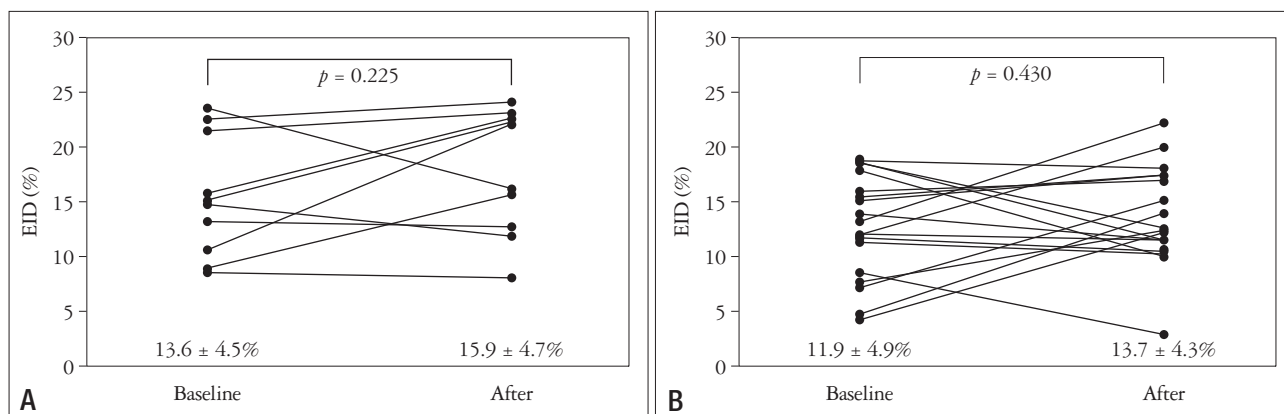 30
25
20
15
10
5
0
EID (%)
p = 0.225
13.6 ± 4.5%
15.9 ± 4.7%
Baseline
After
A
30
25
20
15
10
5
0
EID (%)
p = 0.430
11.9 ± 4.9%
13.7 ± 4.3%
Baseline
After
B